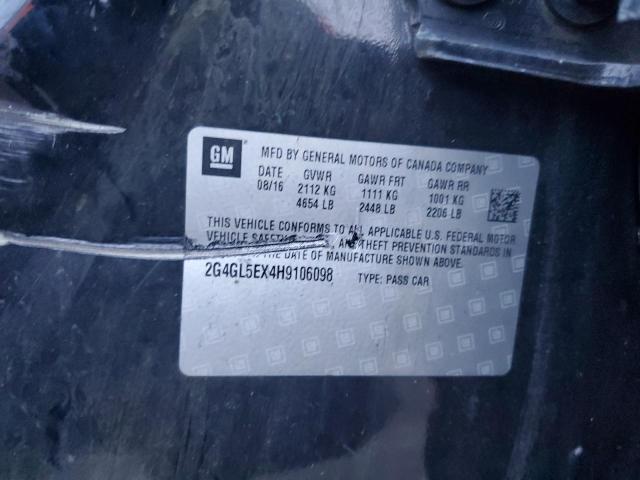 GM
MFD BY GENERAL MOTORS OF CANADA COMPANY
DATE GVWR GAWR FRT GAWR RR
08/16 2112 KG 1111 KG 1001 KG
4654 LB 2448 LB 2206 LB
THIS VEHICLE CONFORMS TO ALL APPLICABLE U.S. FEDERAL MOTOR
VEHICLE SAFETY AND THEFT PREVENTION STANDARDS IN
THE DATE OF MANUFACTURE SHOWN ABOVE.
2G4GL5EX4H9106098 TYPE: PASS CAR